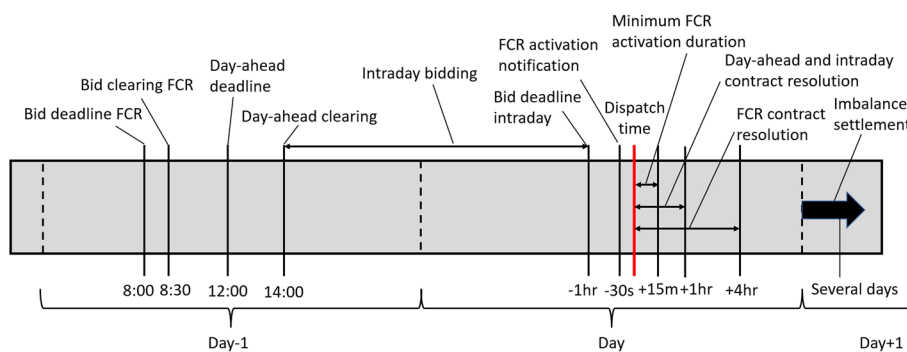 Minimum FCR
activation duration
FCR activation
notification
Day-ahead and intraday
contract resolution
Day-ahead
deadline
Intraday bidding
Bid clearing FCR
Bid deadline
intraday
Dispatch
time
FCR contract
resolution
Imbalance
settlement
Bid deadline FCR
Day-ahead clearing
8:00 8:30 12:00 14:00 -1hr -30s +15m +1hr +4hr Several days
Day-1 Day Day+1